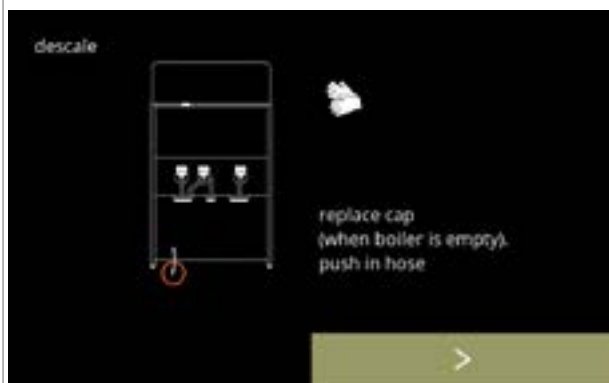 descale
replace cap
(when boiler is empty).
push in hose
>